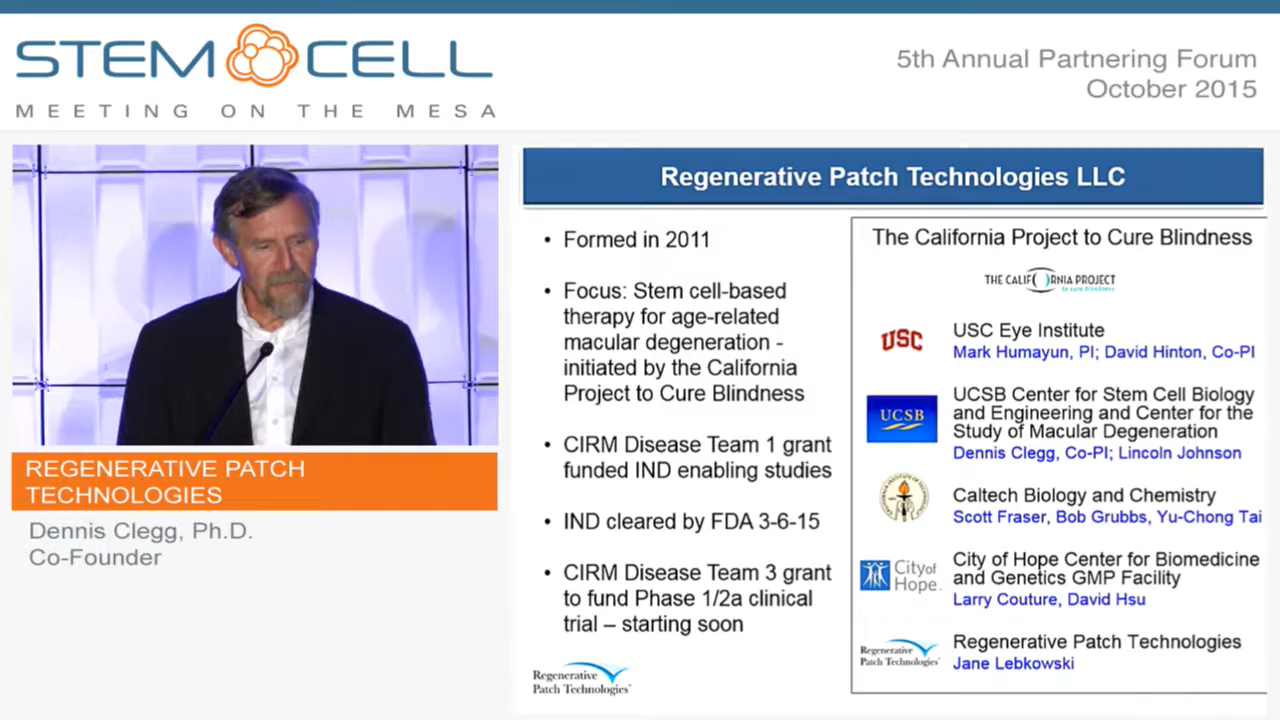 STEM CELL
MEETING ON THE MESA
5th Annual Partnering Forum
October 2015
REGENERATIVE PATCH
TECHNOLOGIES
Dennis Clegg, Ph.D.
Co-Founder
Regenerative Patch Technologies LLC
• Formed in 2011
• Focus: Stem cell-based
therapy for age-related
macular degeneration -
initiated by the California
Project to Cure Blindness
• CIRM Disease Team 1 grant
funded IND enabling studies
• IND cleared by FDA 3-6-15
• CIRM Disease Team 3 grant
to fund Phase 1/2a clinical
trial – starting soon
Regenerative
Patch Technologies™
The California Project to Cure Blindness
THE CALIFORNIA PROJECT
to cure blindness
USC
USC Eye Institute
Mark Humayun, PI; David Hinton, Co-PI
UCSB
UCSB Center for Stem Cell Biology
and Engineering and Center for the
Study of Macular Degeneration
Dennis Clegg, Co-PI; Lincoln Johnson
Caltech Biology and Chemistry
Scott Fraser, Bob Grubbs, Yu-Chong Tai
City of
Hope.
City of Hope Center for Biomedicine
and Genetics GMP Facility
Larry Couture, David Hsu
Regenerative
Patch Technologies™
Regenerative Patch Technologies
Jane Lebkowski